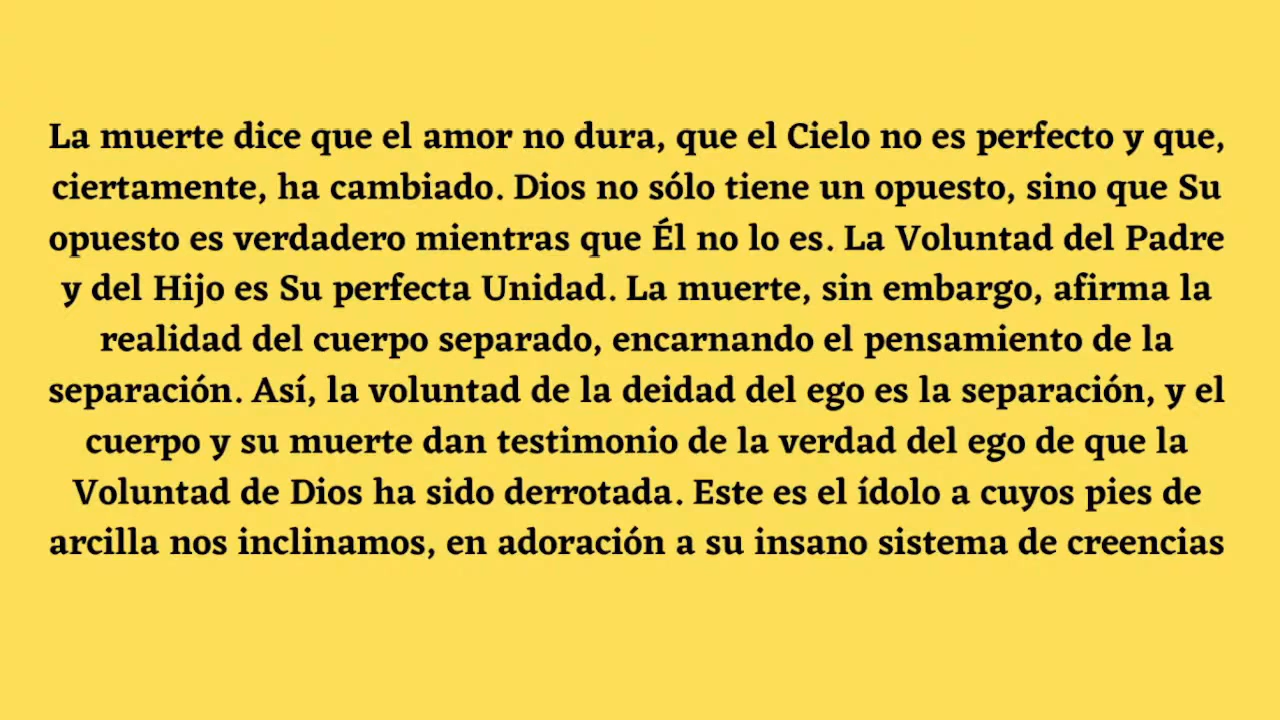 La muerte dice que el amor no dura, que el Cielo no es perfecto y que,
ciertamente, ha cambiado. Dios no sólo tiene un opuesto, sino que Su
opuesto es verdadero mientras que Él no lo es. La Voluntad del Padre
y del Hijo es Su perfecta Unidad. La muerte, sin embargo, afirma la
realidad del cuerpo separado, encarnando el pensamiento de la
separación. Así, la voluntad de la deidad del ego es la separación, y el
cuerpo y su muerte dan testimonio de la verdad del ego de que la
Voluntad de Dios ha sido derrotada. Este es el ídolo a cuyos pies de
arcilla nos inclinamos, en adoración a su insano sistema de creencias